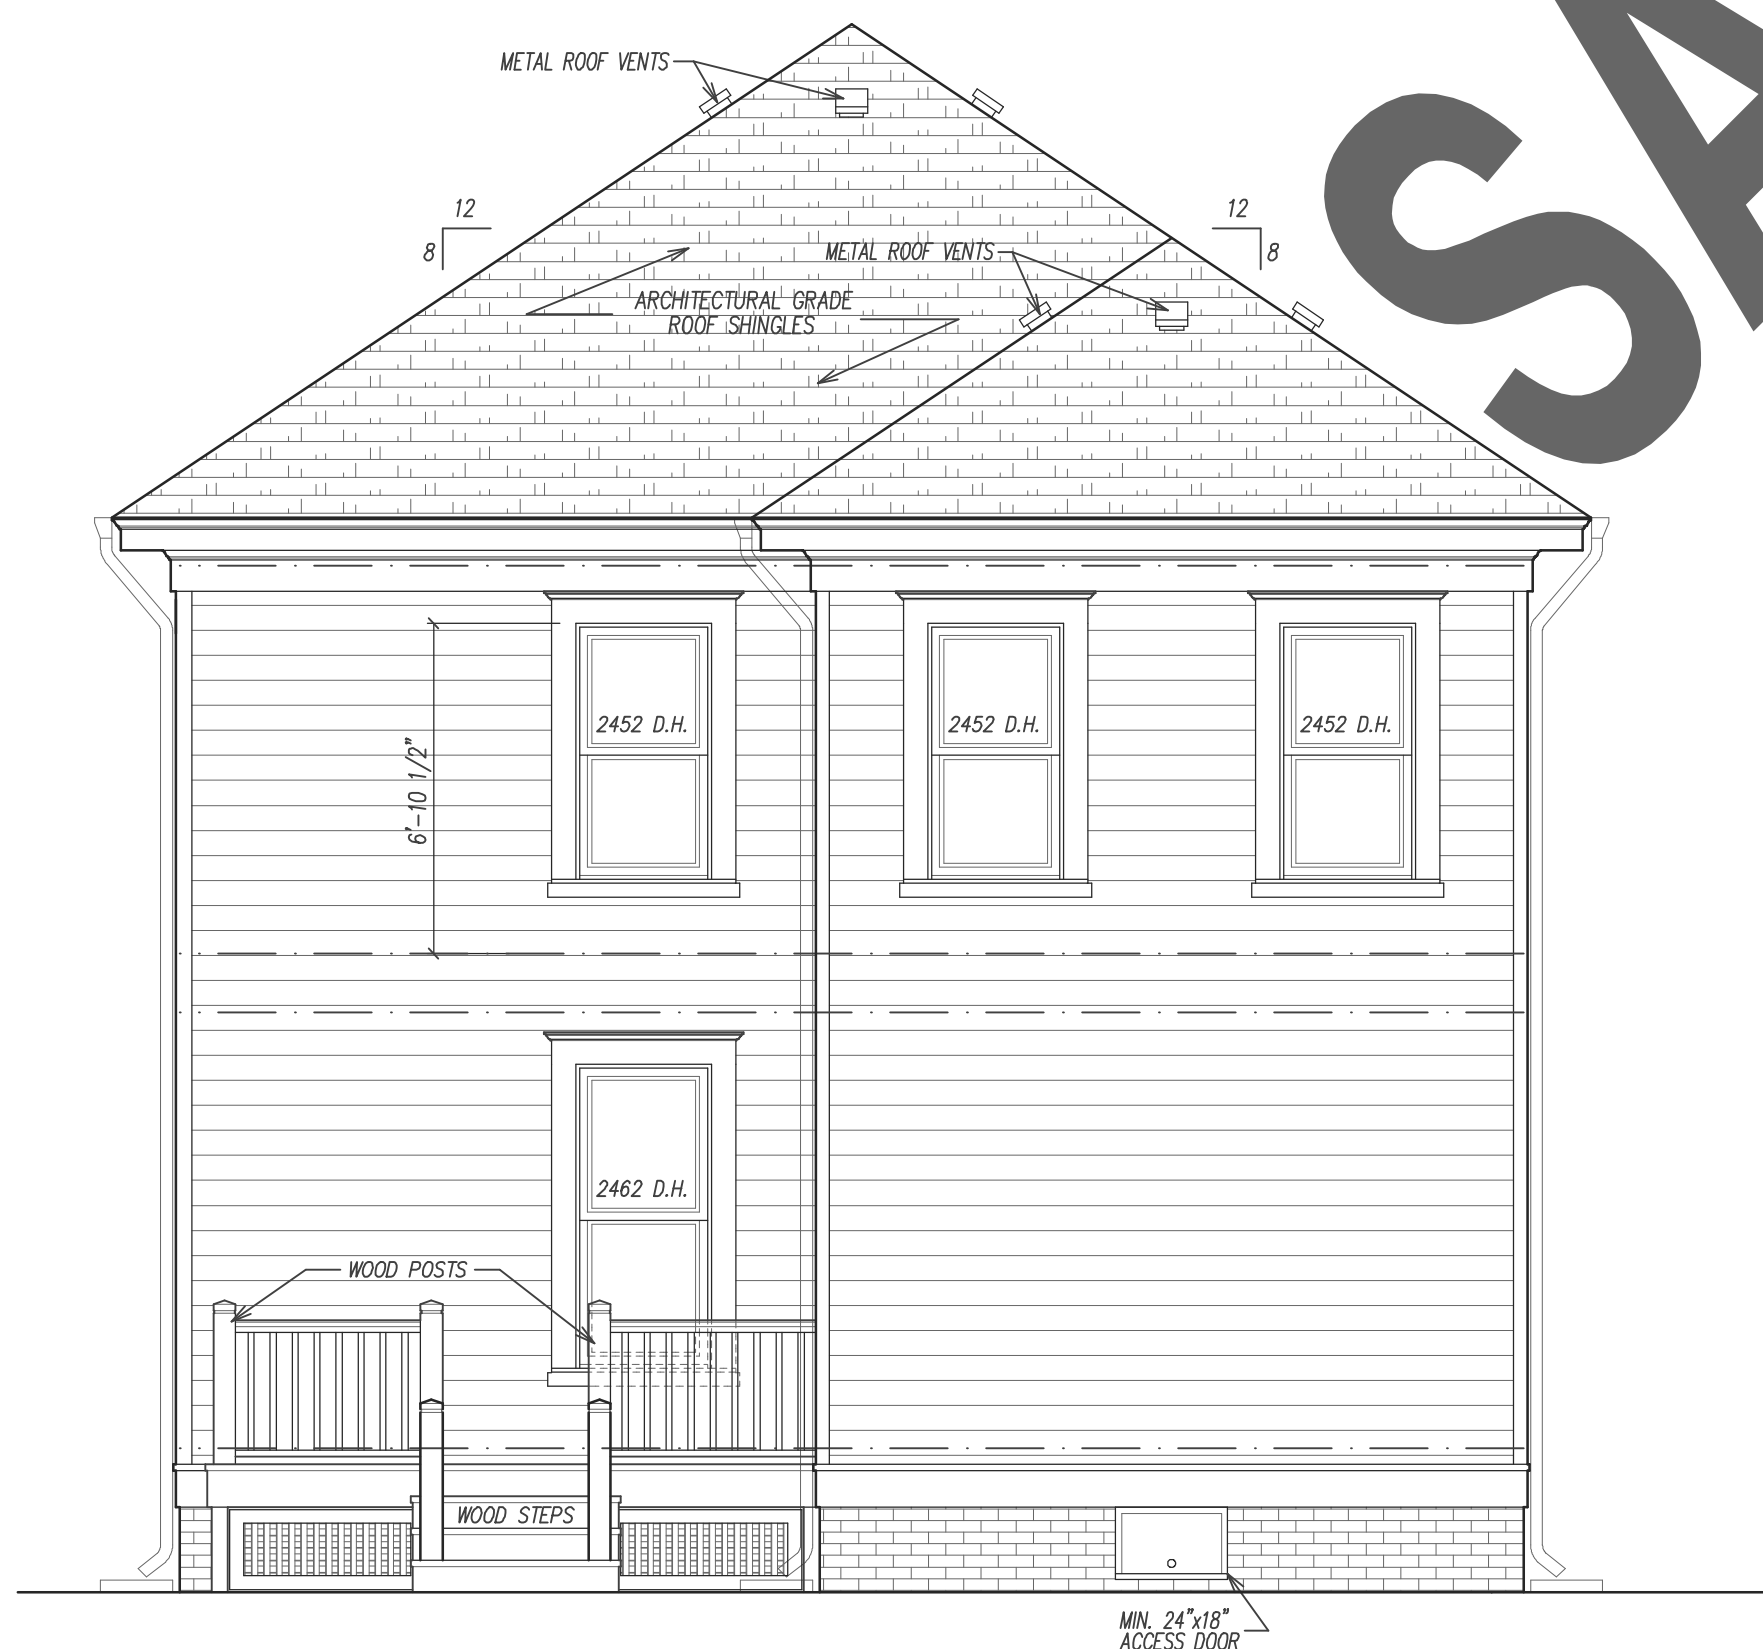 SA
METAL ROOF VENTS
12
8
12
8
METAL ROOF VENTS
ARCHITECTURAL GRADE
ROOF SHINGLES
2452 D.H.
2452 D.H.
2452 D.H.
6'-10 1/2"
2462 D.H.
WOOD POSTS
WOOD STEPS
MIN. 24"x18"
ACCESS DOOR